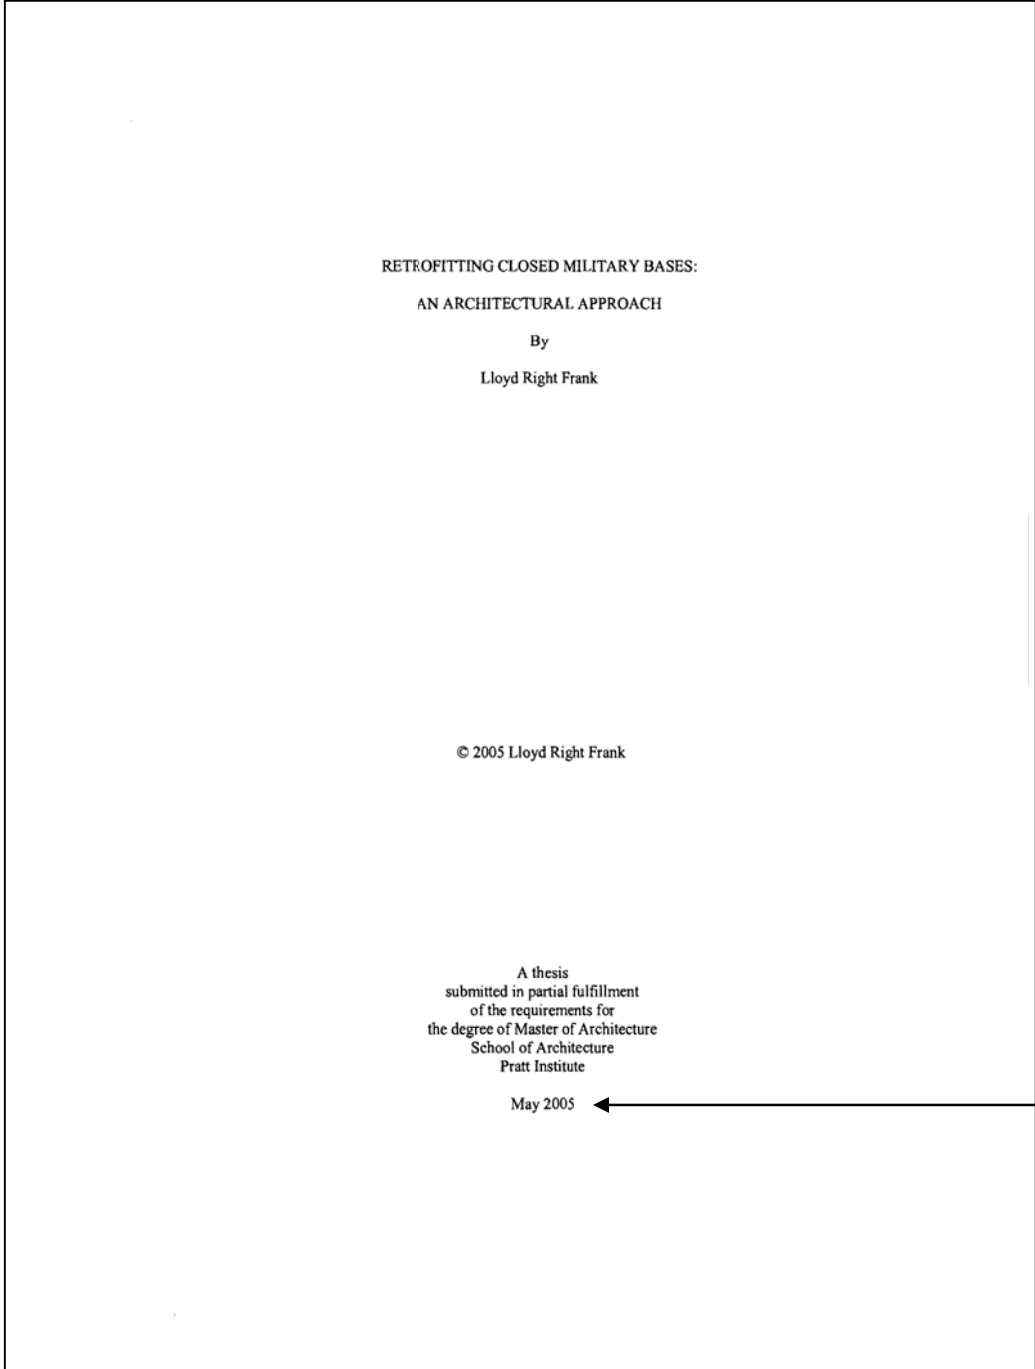 RETROFITTING CLOSED MILITARY BASES:
AN ARCHITECTURAL APPROACH
By
Lloyd Right Frank
© 2005 Lloyd Right Frank
A thesis
submitted in partial fulfillment
of the requirements for
the degree of Master of Architecture
School of Architecture
Pratt Institute
May 2005